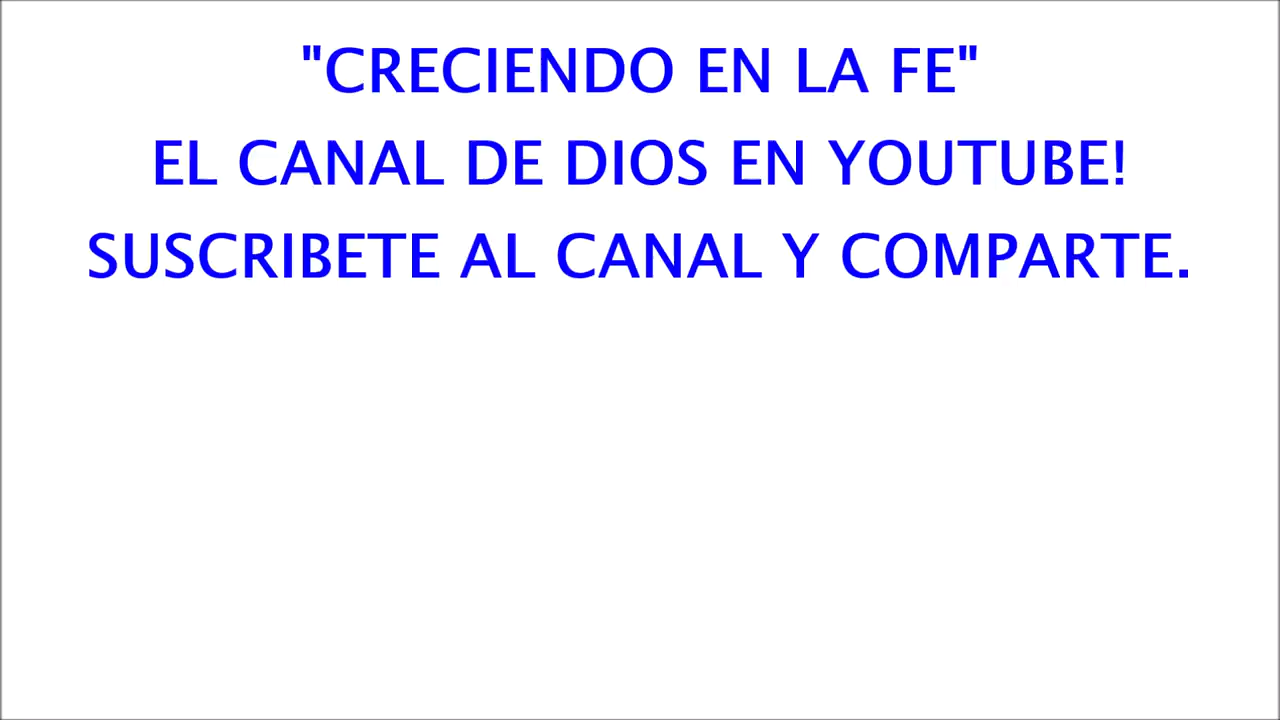 "CRECIENDO EN LA FE"
EL CANAL DE DIOS EN YOUTUBE!
SUSCRIBETE AL CANAL Y COMPARTE.